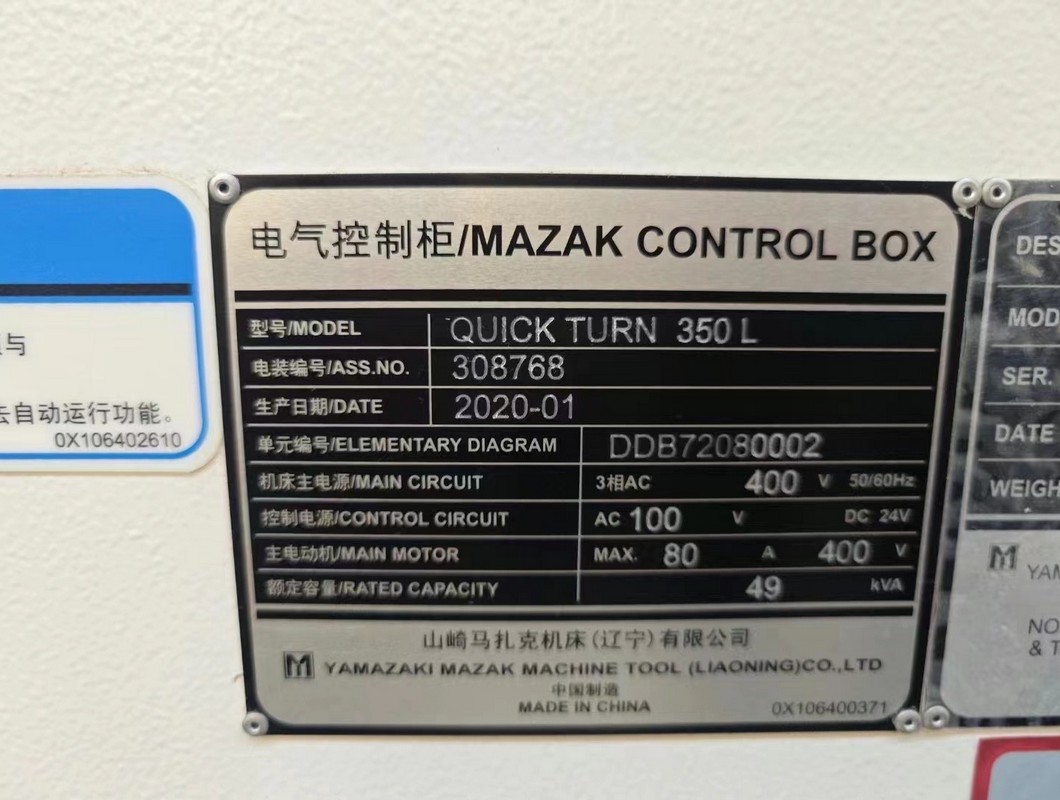 与
去自动运行功能。
0X106402610
电气控制柜/MAZAK CONTROL BOX
型号/MODEL QUICK TURN 350 L
电装编号/ASS.NO. 308768
生产日期/DATE 2020-01
单元编号/ELEMENTARY DIAGRAM DDB72080002
机床主电源/MAIN CIRCUIT 3相AC 400 V 50/60Hz
控制电源/CONTROL CIRCUIT AC 100 V DC 24V
主电动机/MAIN MOTOR MAX. 80 A 400 V
额定容量/RATED CAPACITY 49 kVA
山崎马扎克机床(辽宁)有限公司
M YAMAZAKI MAZAK MACHINE TOOL (LIAONING)CO.,LTD
中国制造
MADE IN CHINA 0X106400371
DES
MOD
SER.
DATE
WEIGH
M YAM
NO
& T